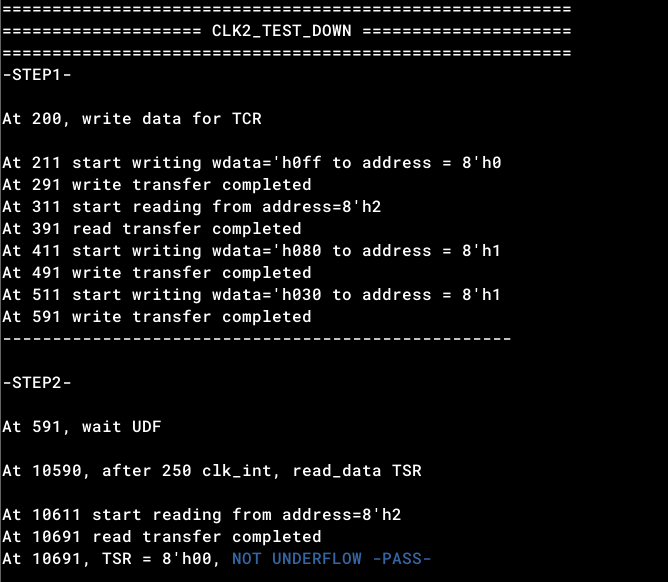 =========================================================
==================== CLK2_TEST_DOWN =====================
=========================================================
-STEP1-
At 200, write data for TCR
At 211 start writing wdata='h0ff to address = 8'h0
At 291 write transfer completed
At 311 start reading from address=8'h2
At 391 read transfer completed
At 411 start writing wdata='h080 to address = 8'h1
At 491 write transfer completed
At 511 start writing wdata='h030 to address = 8'h1
At 591 write transfer completed
---------------------------------------------------
-STEP2-
At 591, wait UDF
At 10590, after 250 clk_int, read_data TSR
At 10611 start reading from address=8'h2
At 10691 read transfer completed
At 10691, TSR = 8'h00, NOT UNDERFLOW -PASS-